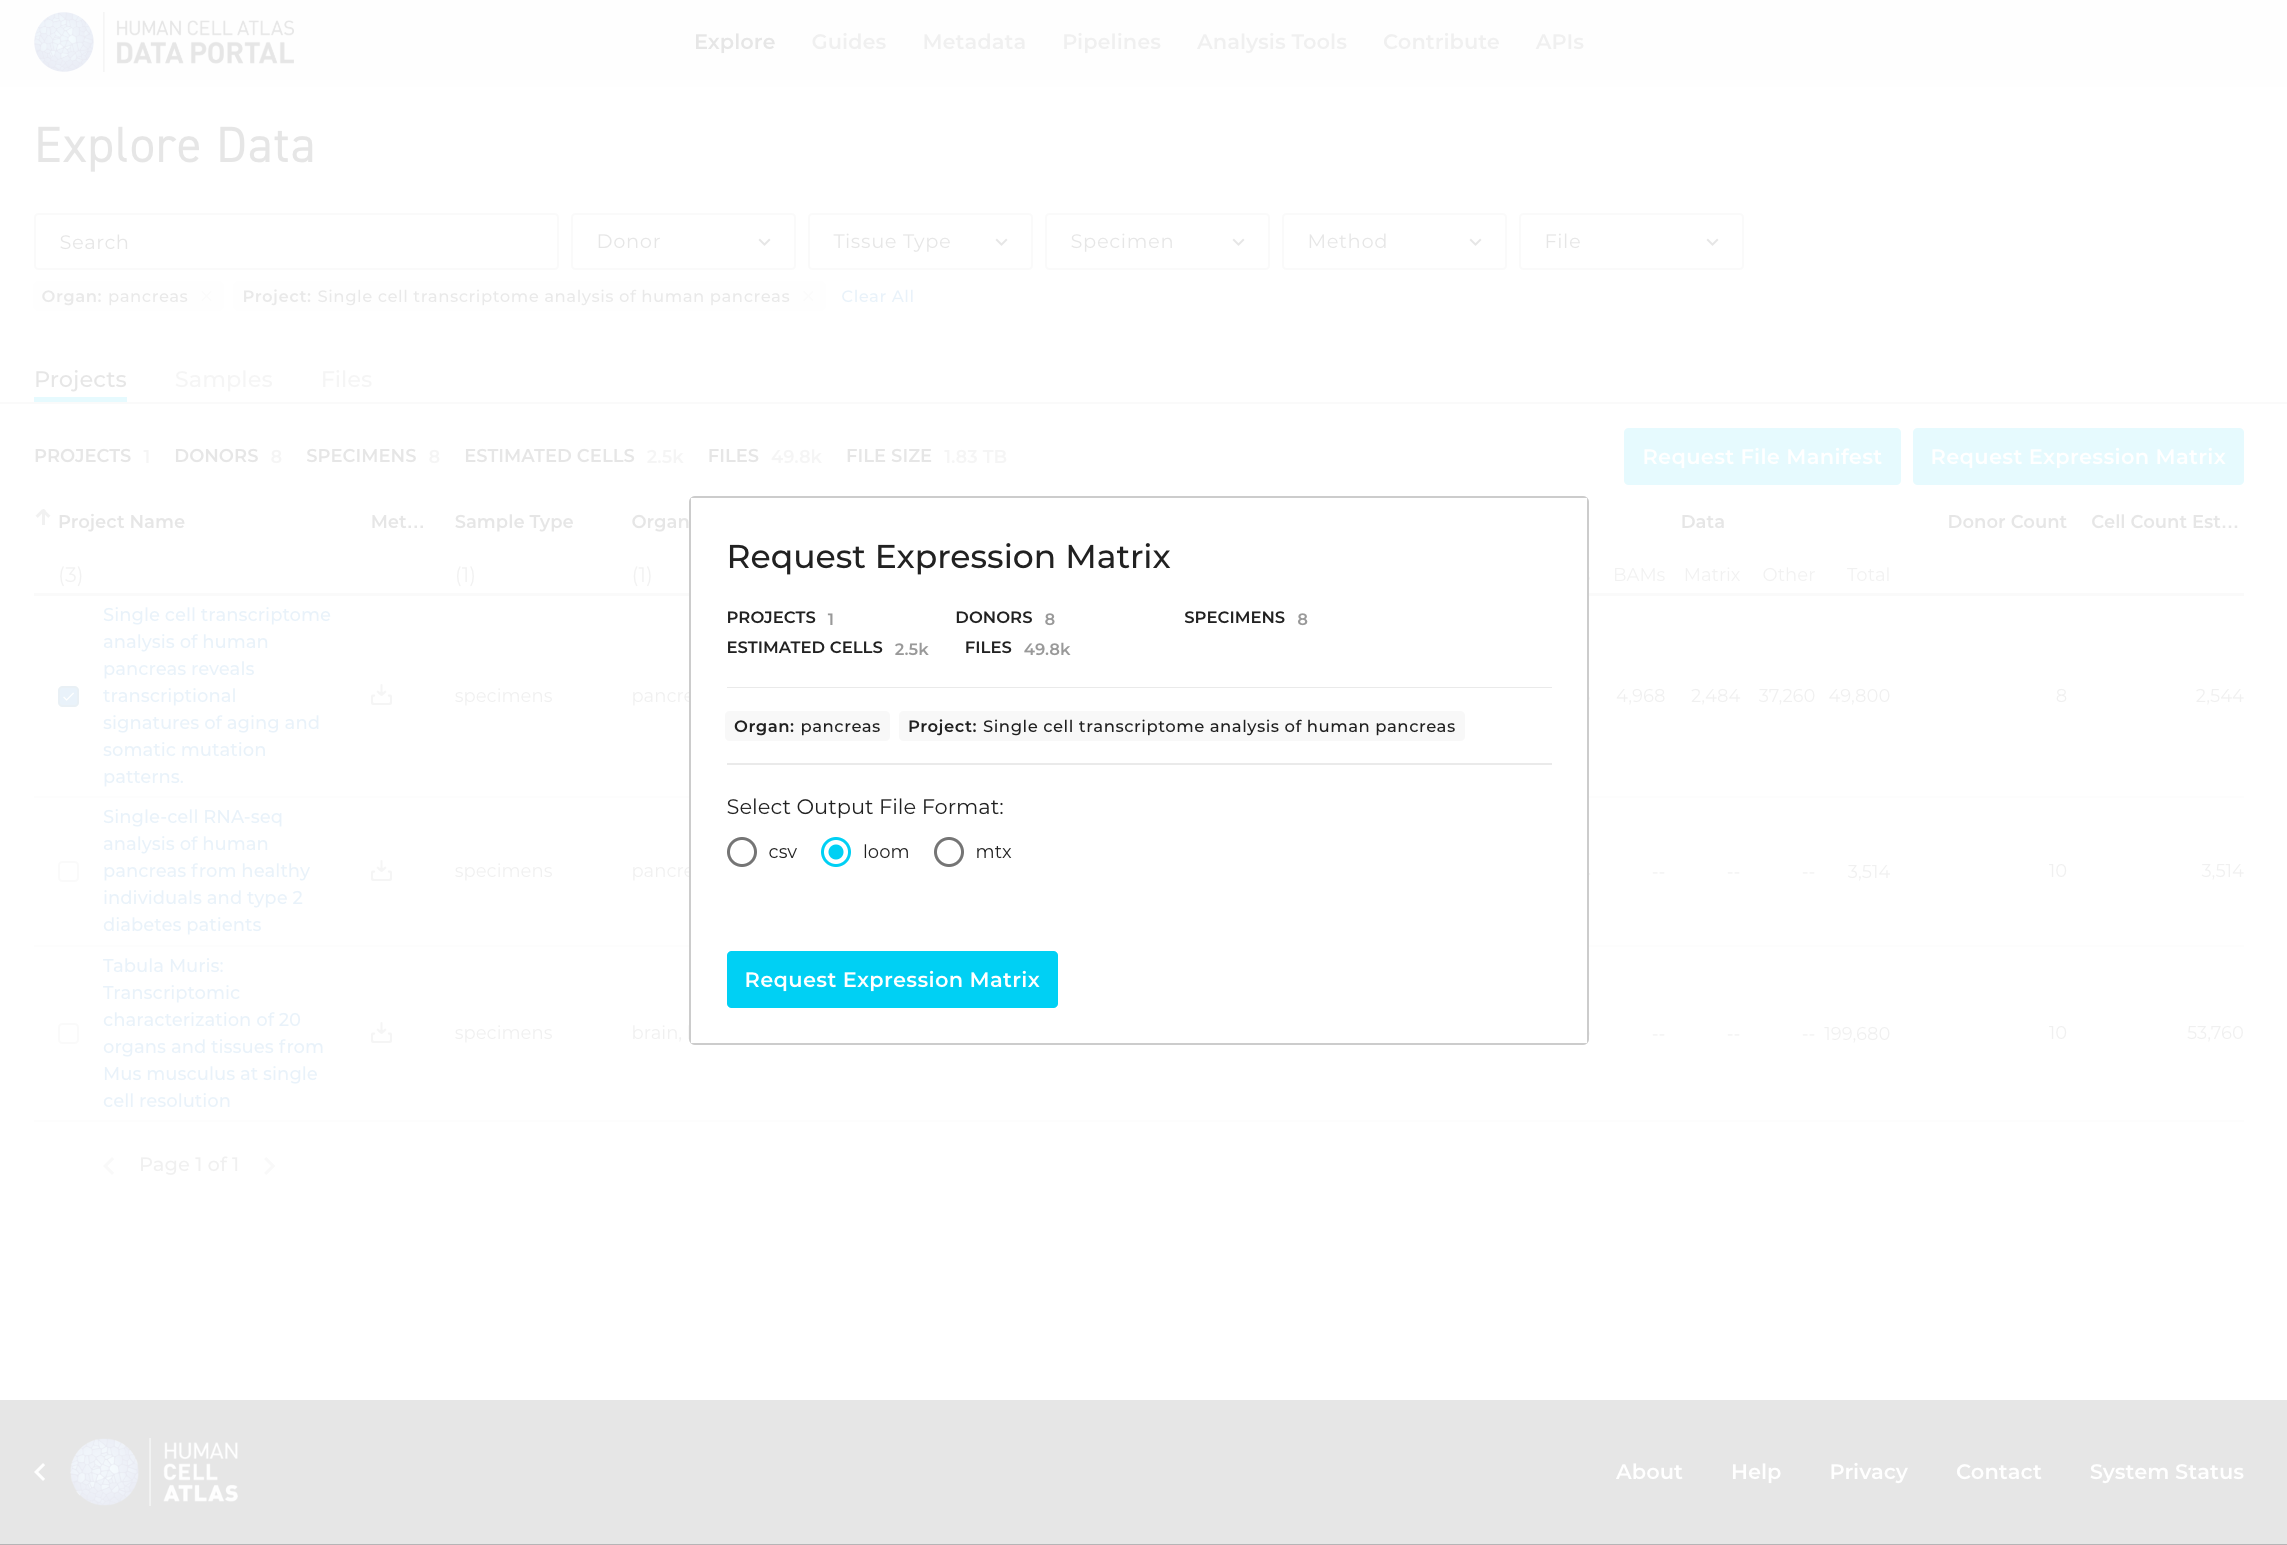 HUMAN CELL ATLAS
DATA PORTAL
Explore Guides Metadata Pipelines Analysis Tools Contribute APIs
Explore Data
Search Donor Tissue Type Specimen Method File
Organ: pancreas Project: Single cell transcriptome analysis of human pancreas Clear All
Projects Samples Files
PROJECTS 1 DONORS 8 SPECIMENS 8 ESTIMATED CELLS 2.5k FILES 49.8k FILE SIZE 1.83 TB
Request File Manifest Request Expression Matrix
Project Name Met... Sample Type Organ Data Donor Count Cell Count Est...
(3) (1) (1) BAMs Matrix Other Total
Single cell transcriptome
analysis of human
pancreas reveals
transcriptional
signatures of aging and
somatic mutation
patterns.
specimens pancre 4,968 2,484 37,260 49,800 8 2,544
Single-cell RNA-seq
analysis of human
pancreas from healthy
individuals and type 2
diabetes patients
specimens pancre -- -- -- 3,514 10 3,514
Tabula Muris:
Transcriptomic
characterization of 20
organs and tissues from
Mus musculus at single
cell resolution
specimens brain, -- -- -- 199,680 10 53,760
Page 1 of 1
Request Expression Matrix
PROJECTS 1 DONORS 8 SPECIMENS 8
ESTIMATED CELLS 2.5k FILES 49.8k
Organ: pancreas Project: Single cell transcriptome analysis of human pancreas
Select Output File Format:
csv loom mtx
Request Expression Matrix
HUMAN
CELL
ATLAS
About Help Privacy Contact System Status